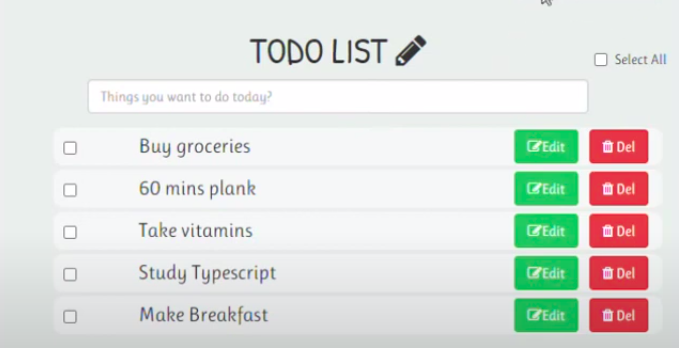 TODO LIST
Select All
Things you want to do today?
Buy groceries Edit Del
60 mins plank Edit Del
Take vitamins Edit Del
Study Typescript Edit Del
Make Breakfast Edit Del